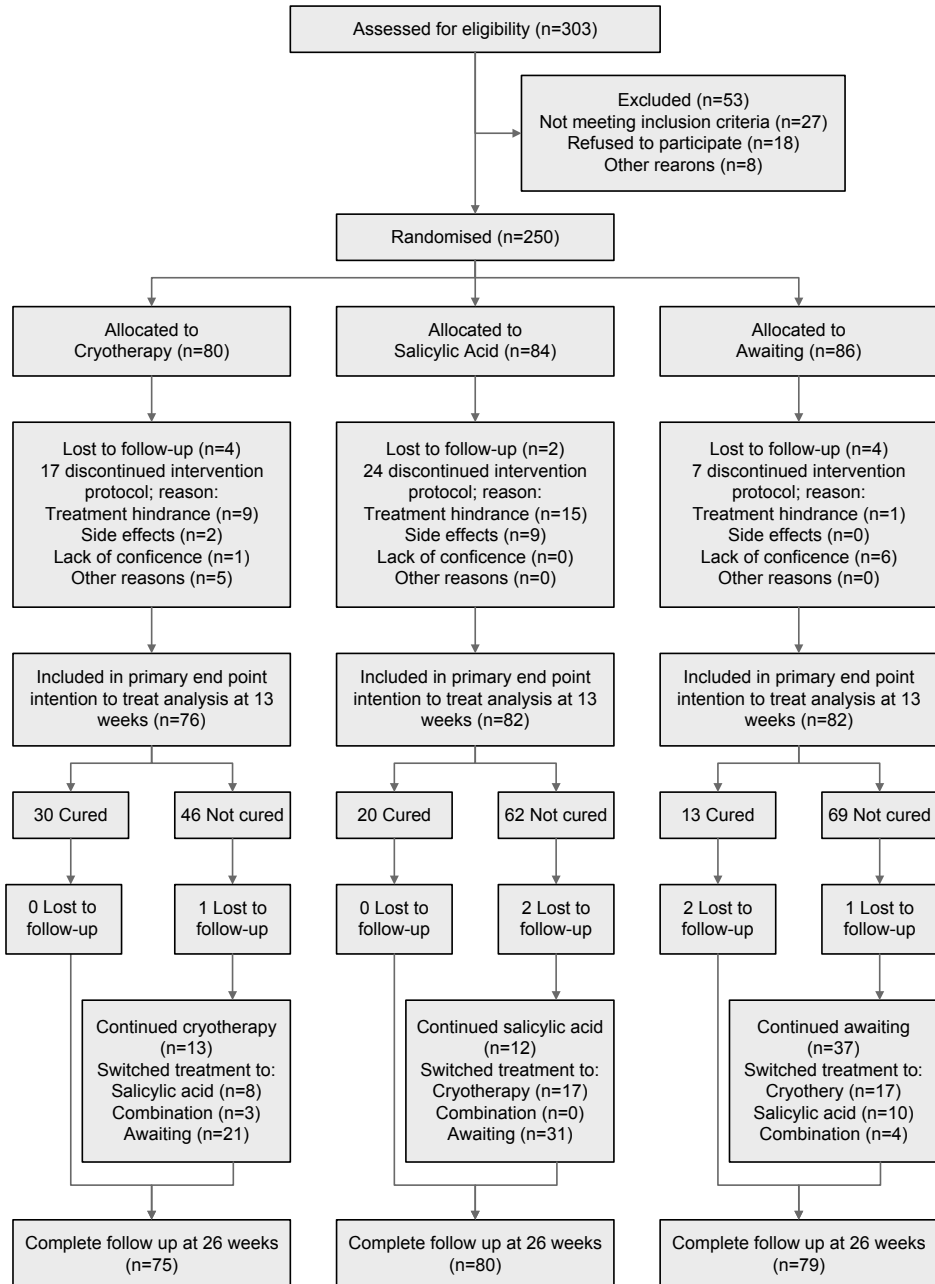 Assessed for eligibility (n=303)
Excluded (n=53)
Not meeting inclusion criteria (n=27)
Refused to participate (n=18)
Other rearons (n=8)
Randomised (n=250)
Allocated to
Cryotherapy (n=80)
Allocated to
Salicylic Acid (n=84)
Allocated to
Awaiting (n=86)
Lost to follow-up (n=4)
17 discontinued intervention
protocol; reason:
Treatment hindrance (n=9)
Side effects (n=2)
Lack of conficence (n=1)
Other reasons (n=5)
Lost to follow-up (n=2)
24 discontinued intervention
protocol; reason:
Treatment hindrance (n=15)
Side effects (n=9)
Lack of conficence (n=0)
Other reasons (n=0)
Lost to follow-up (n=4)
7 discontinued intervention
protocol; reason:
Treatment hindrance (n=1)
Side effects (n=0)
Lack of conficence (n=6)
Other reasons (n=0)
Included in primary end point
intention to treat analysis at 13
weeks (n=76)
Included in primary end point
intention to treat analysis at 13
weeks (n=82)
Included in primary end point
intention to treat analysis at 13
weeks (n=82)
30 Cured
46 Not cured
20 Cured
62 Not cured
13 Cured
69 Not cured
0 Lost to
follow-up
1 Lost to
follow-up
0 Lost to
follow-up
2 Lost to
follow-up
2 Lost to
follow-up
1 Lost to
follow-up
Continued cryotherapy
(n=13)
Switched treatment to:
Salicylic acid (n=8)
Combination (n=3)
Awaiting (n=21)
Continued salicylic acid
(n=12)
Switched treatment to:
Cryotherapy (n=17)
Combination (n=0)
Awaiting (n=31)
Continued awaiting
(n=37)
Switched treatment to:
Cryothery (n=17)
Salicylic acid (n=10)
Combination (n=4)
Complete follow up at 26 weeks
(n=75)
Complete follow up at 26 weeks
(n=80)
Complete follow up at 26 weeks
(n=79)